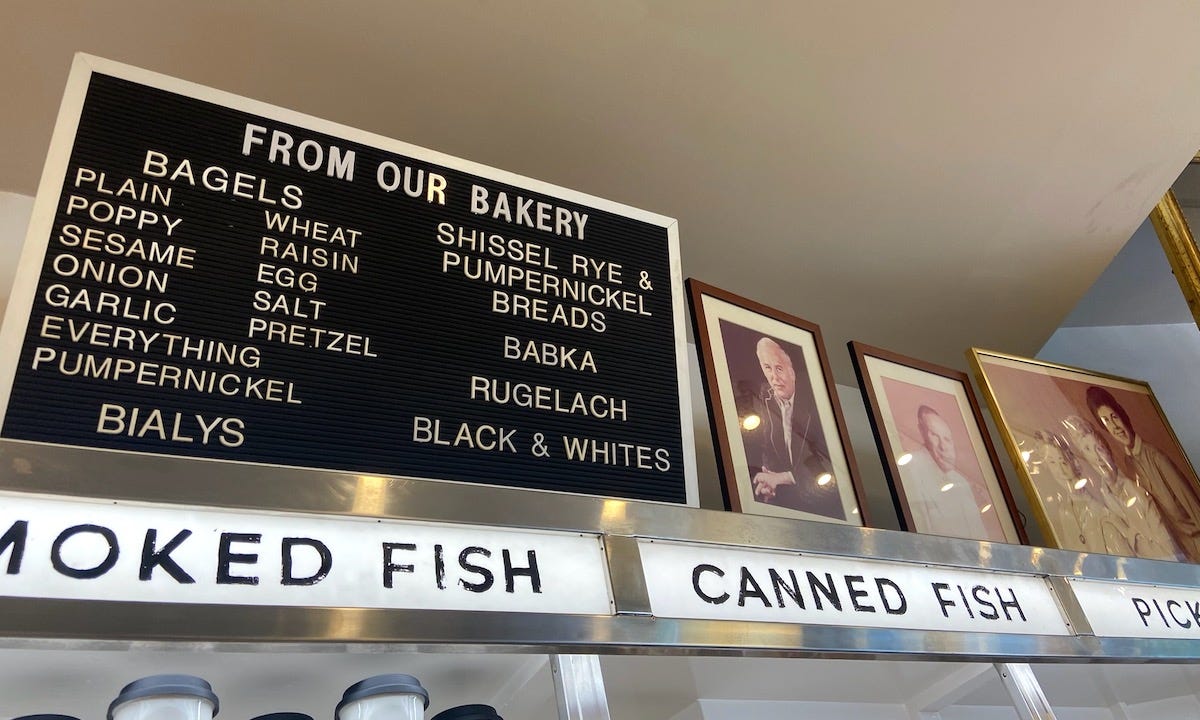 FROM OUR BAKERY
BAGELS
PLAIN
POPPY
SESAME
ONION
GARLIC
EVERYTHING
PUMPERNICKEL
WHEAT
RAISIN
EGG
SALT
PRETZEL
BIALYS
SHISSEL RYE &
PUMPERNICKEL
BREADS
BABKA
RUGELACH
BLACK & WHITES
MOKED FISH
CANNED FISH
PICK